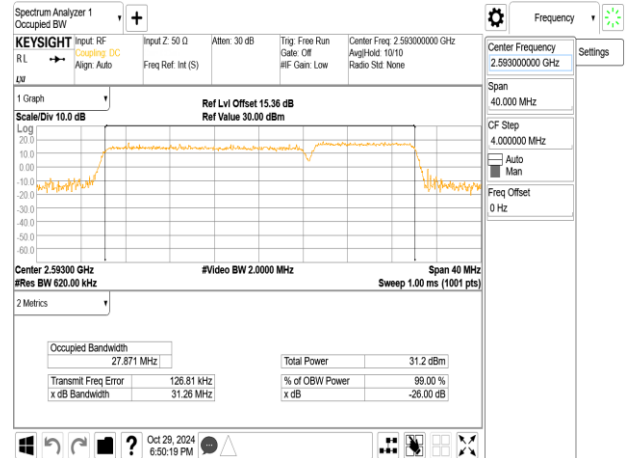 Spectrum Analyzer 1
Occupied BW
Frequency
KEYSIGHT
RL
LXI
Input: RF
Coupling: DC
Align: Auto
Input Z: 50 Ω
Freq Ref: Int (S)
Atten: 30 dB
Trig: Free Run
Gate: Off
#IF Gain: Low
Center Freq: 2.593000000 GHz
Avg|Hold: 10/10
Radio Std: None
Center Frequency
2.593000000 GHz
Settings
Span
40.000 MHz
CF Step
4.000000 MHz
Auto
Man
Freq Offset
0 Hz
1 Graph
Scale/Div 10.0 dB
Ref Lvl Offset 15.36 dB
Ref Value 30.00 dBm
Log
20.0
10.0
0.00
-10.0
-20.0
-30.0
-40.0
-50.0
-60.0
Center 2.59300 GHz
#Video BW 2.0000 MHz
Span 40 MHz
#Res BW 620.00 kHz
Sweep 1.00 ms (1001 pts)
2 Metrics
Occupied Bandwidth
27.871 MHz
Total Power 31.2 dBm
Transmit Freq Error 126.81 kHz
% of OBW Power 99.00 %
x dB Bandwidth 31.26 MHz
x dB -26.00 dB
?
Oct 29, 2024
6:50:19 PM